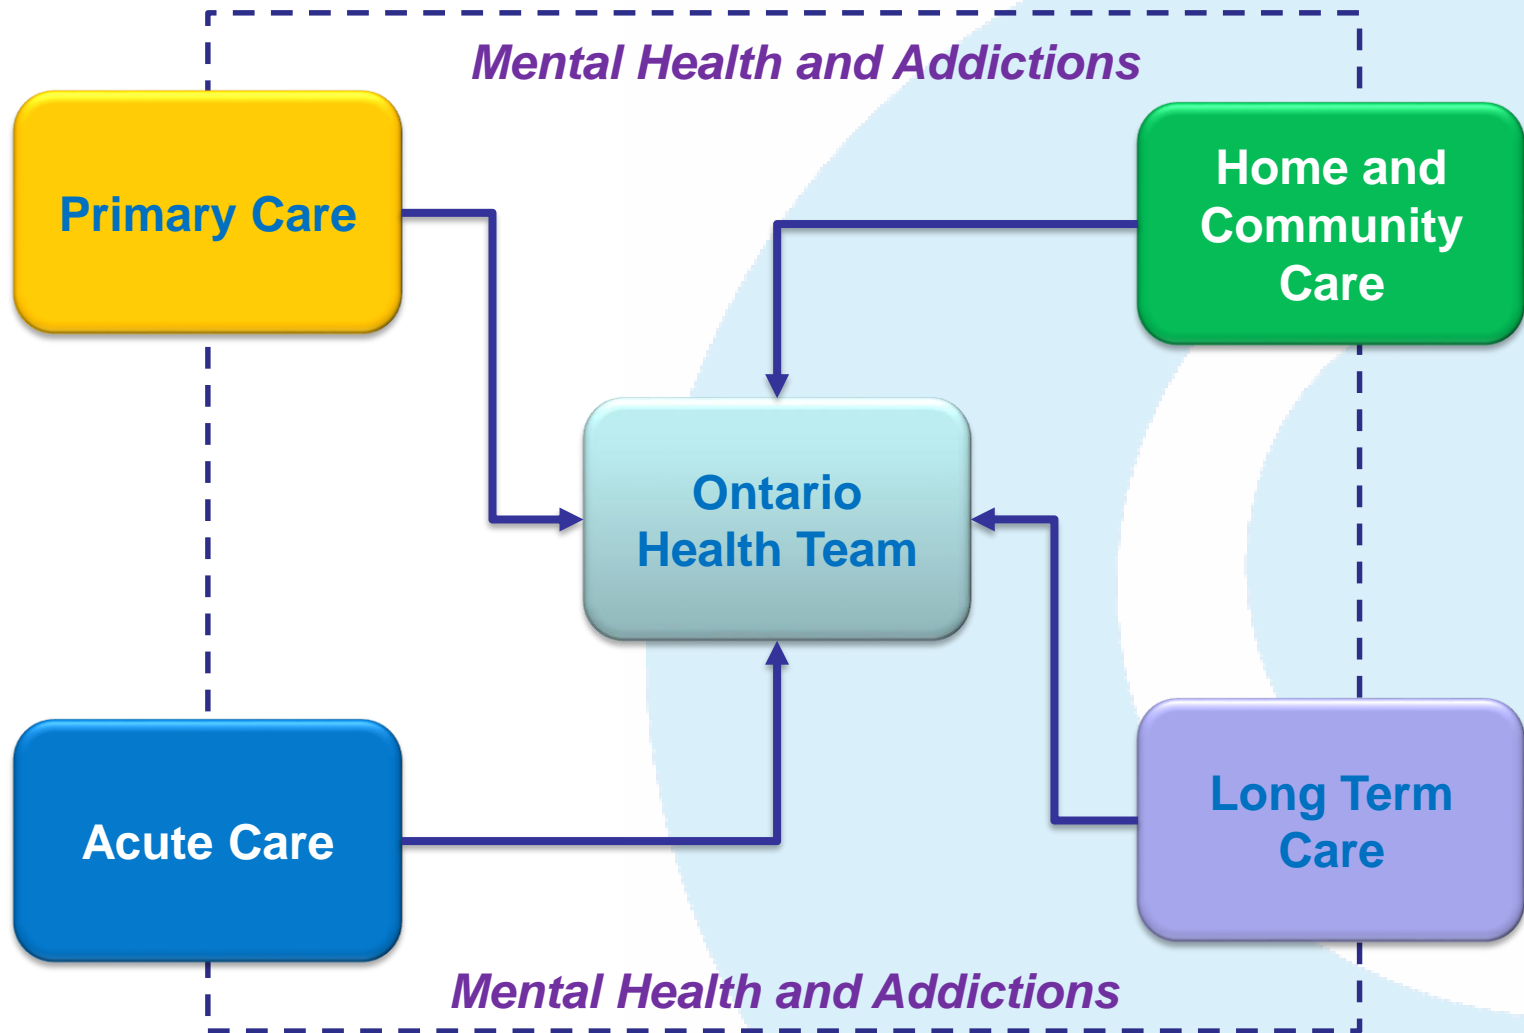 Mental Health and Addictions
Primary Care
Home and
Community
Care
Ontario
Health Team
Acute Care
Long Term
Care
Mental Health and Addictions